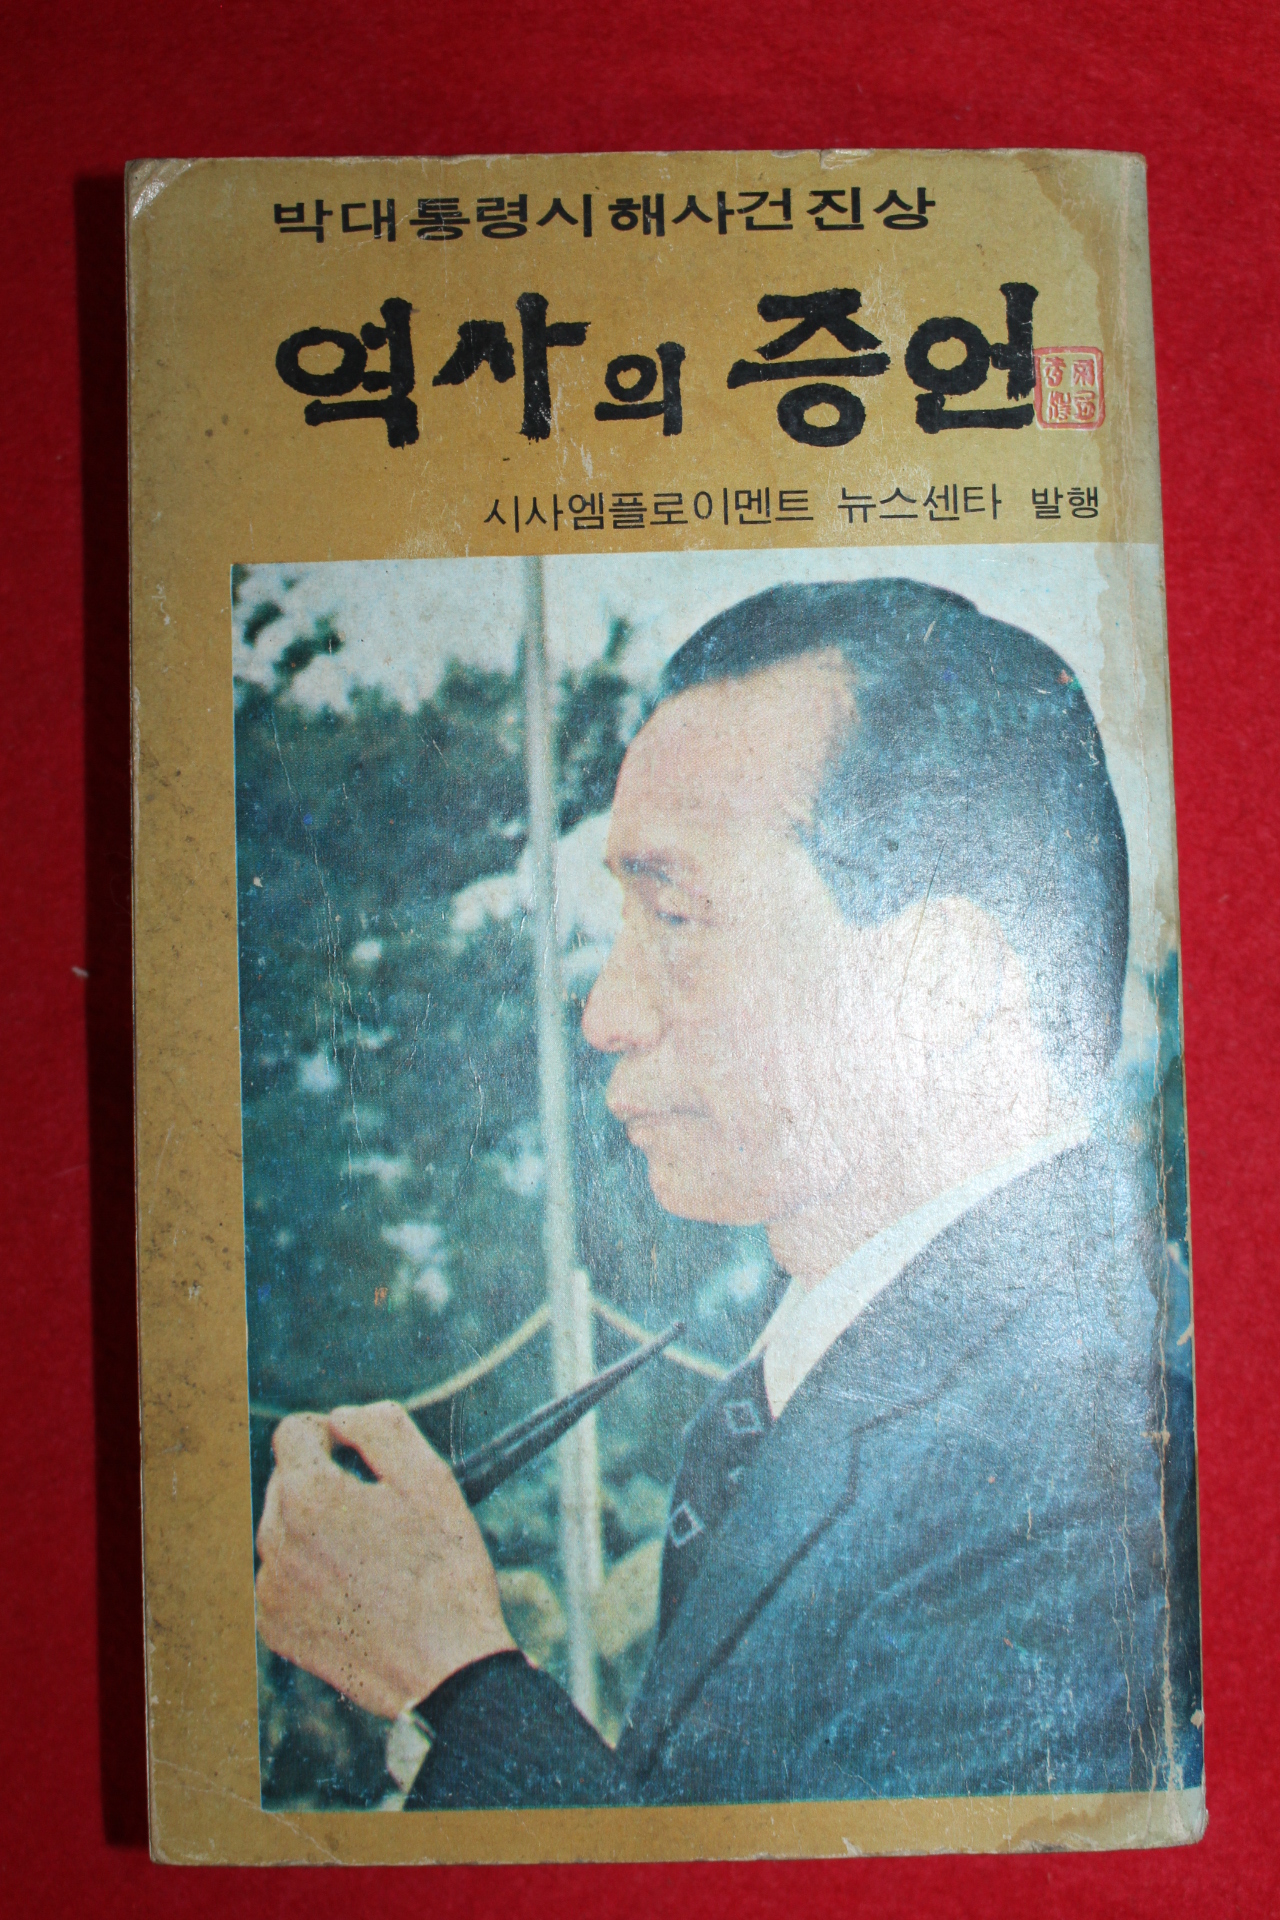 박대통령시해사건진상
역사의 증언
시사엠플로이멘트 뉴스센타 발행